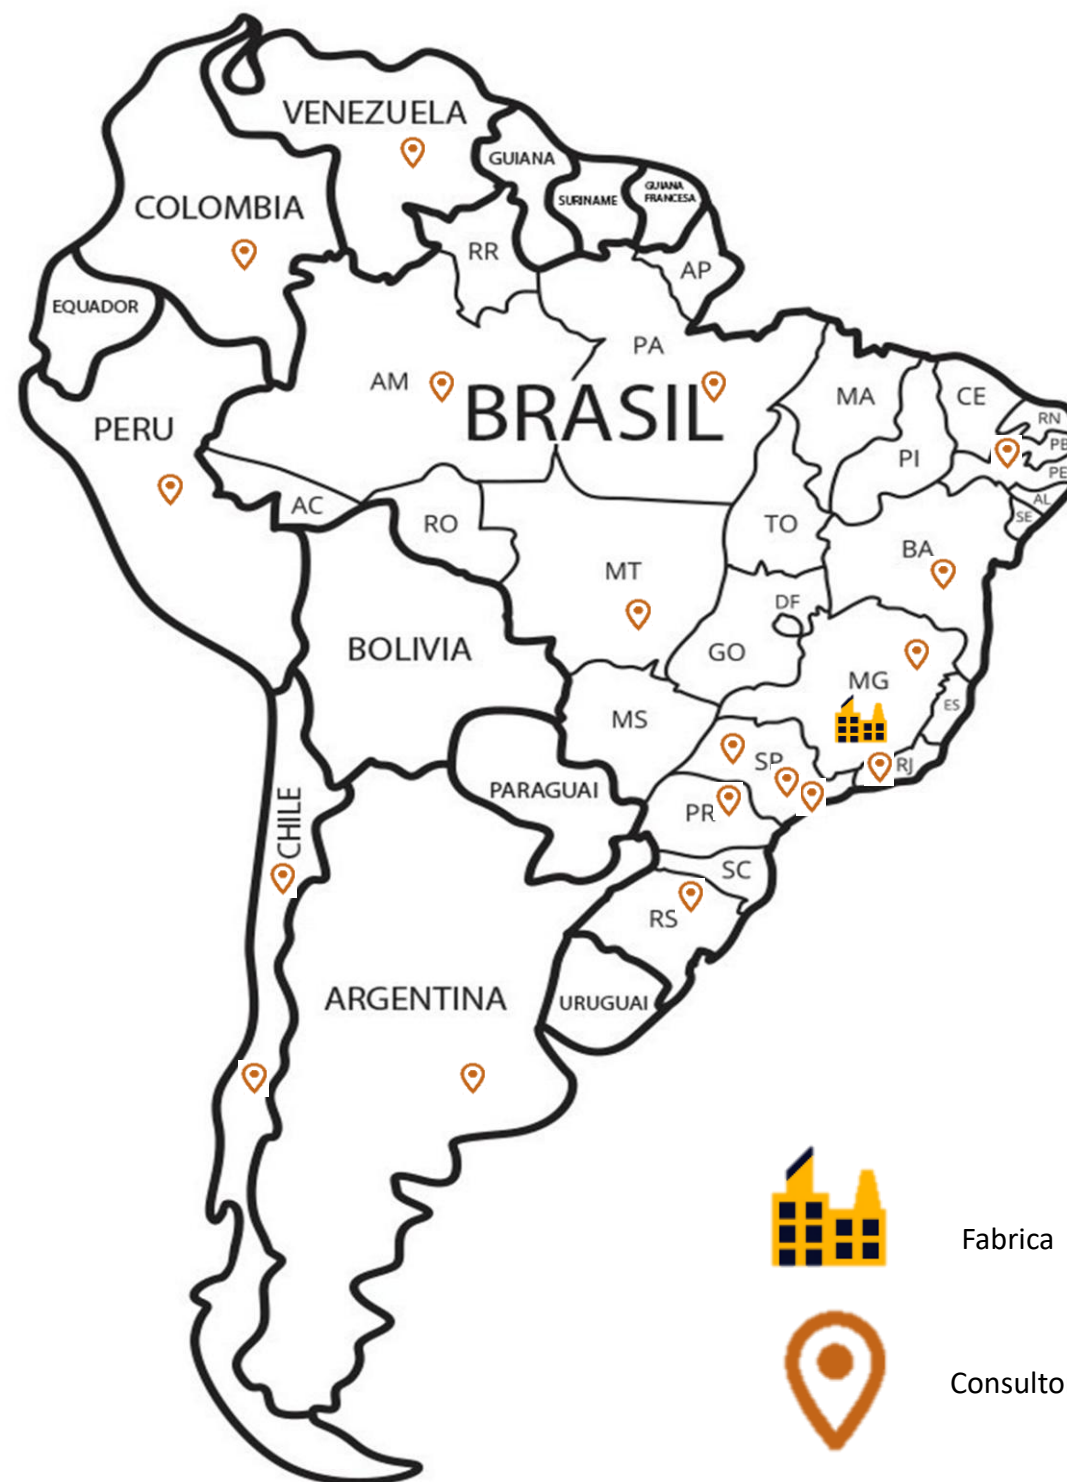 VENEZUELA
GUIANA
GUIANA
FRANCESA
SURINAME
COLOMBIA
RR
AP
EQUADOR
PA
AM
BRASIL
MA
CE
RN
PB
PERU
PI
PE
AL
SE
AC
RO
TO
BA
MT
DF
BOLIVIA
GO
MG
MS
ES
SP
RJ
PARAGUAI
PR
CHILE
SC
RS
ARGENTINA
URUGUAI
Fabrica
Consulto